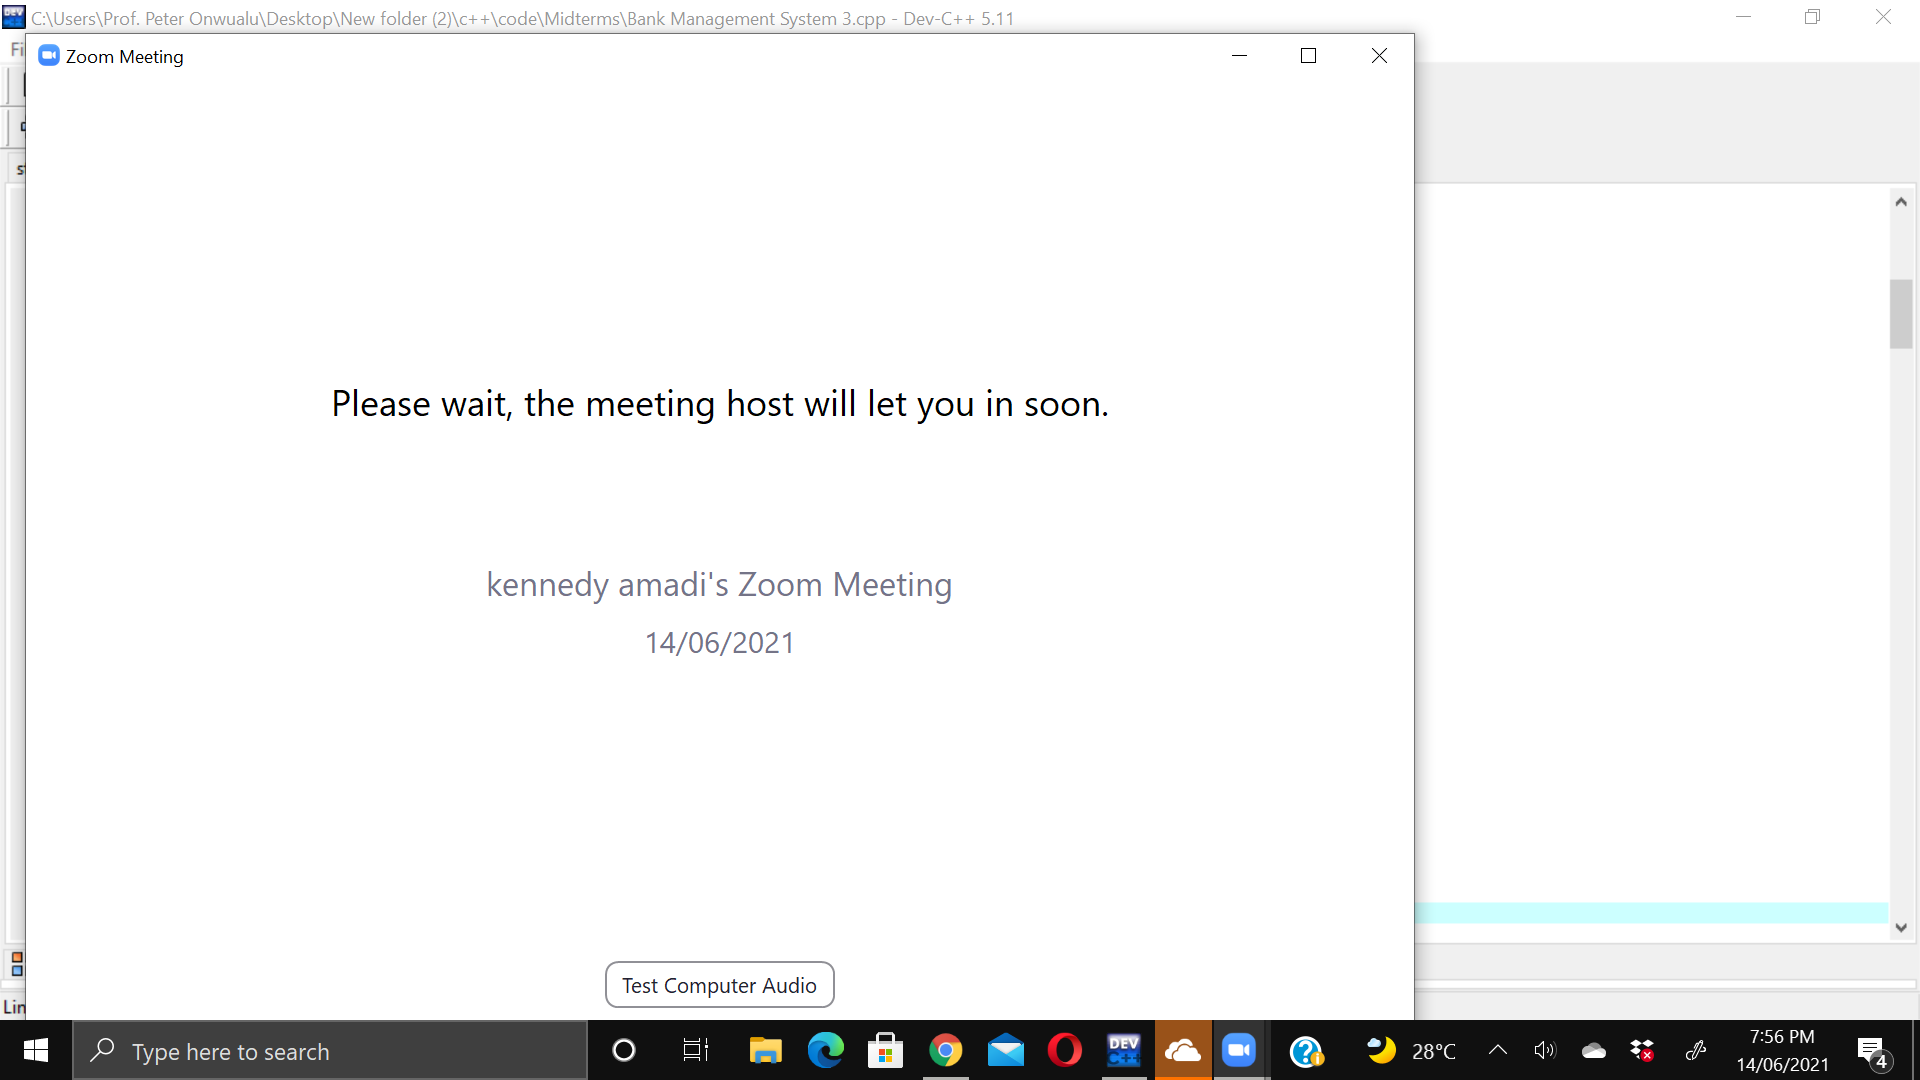 C:\Users\Prof. Peter Onwualu\Desktop\New folder (2)\c++\code\Midterms\Bank Management System 3.cpp - Dev-C++ 5.11
Zoom Meeting
Please wait, the meeting host will let you in soon.
kennedy amadi's Zoom Meeting
14/06/2021
Test Computer Audio
Lin
Type here to search
DEV
C++
28°C
7:56 PM
14/06/2021
4